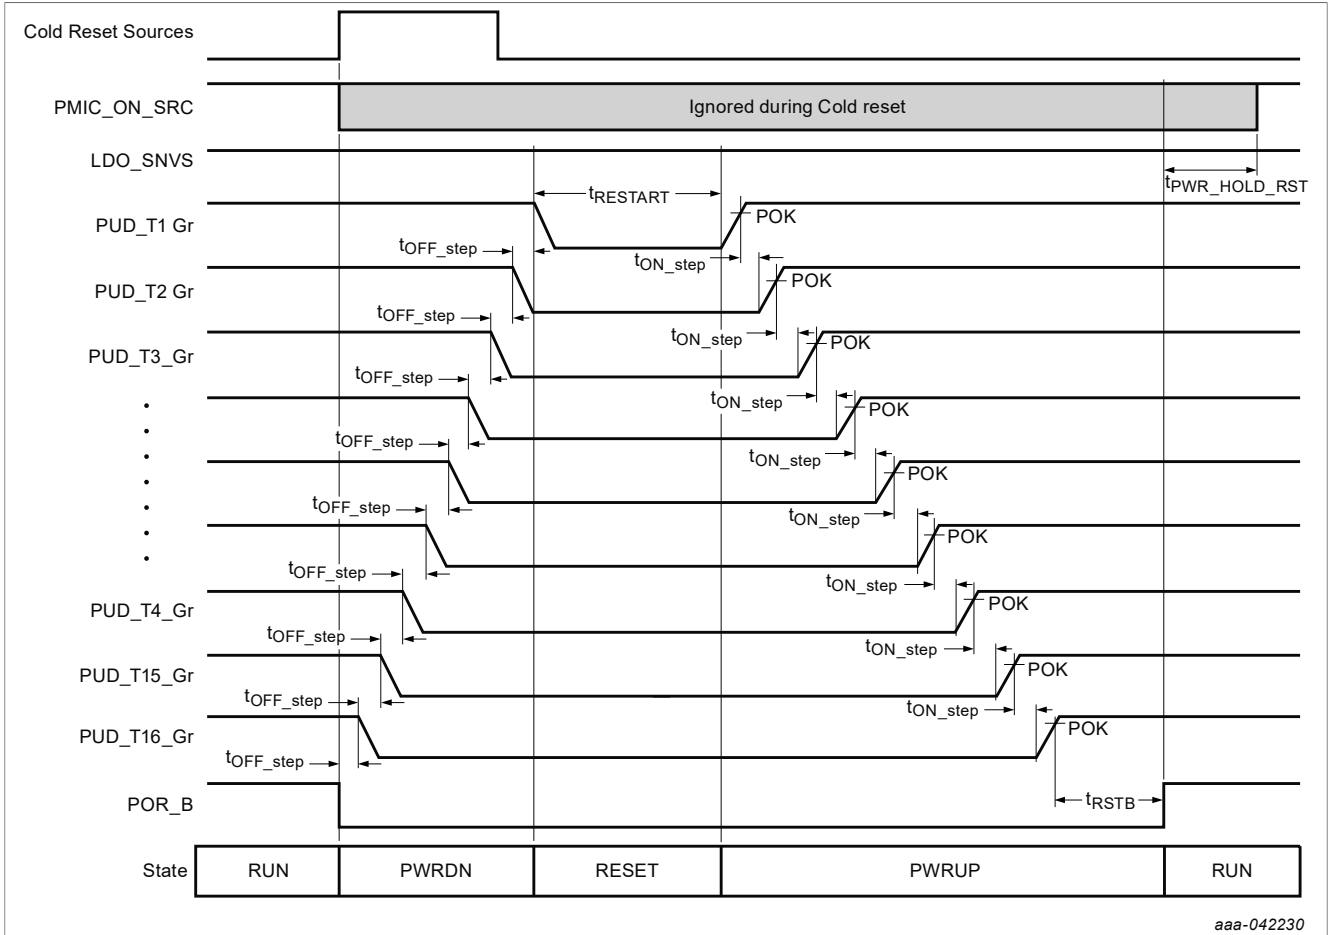 Cold Reset Sources
PMIC_ON_SRC
Ignored during Cold reset
LDO_SNVS
tPWR_HOLD_RST
tRESTART
PUD_T1 Gr
POK
tOFF_step
tON_step
PUD_T2 Gr
POK
tOFF_step
tON_step
PUD_T3_Gr
POK
tOFF_step
tON_step
POK
tOFF_step
tON_step
POK
tOFF_step
tON_step
POK
tOFF_step
tON_step
PUD_T4_Gr
POK
tOFF_step
tON_step
PUD_T15_Gr
POK
tOFF_step
tON_step
PUD_T16_Gr
POK
tOFF_step
POR_B
tRSTB
State
RUN
PWRDN
RESET
PWRUP
RUN
aaa-042230